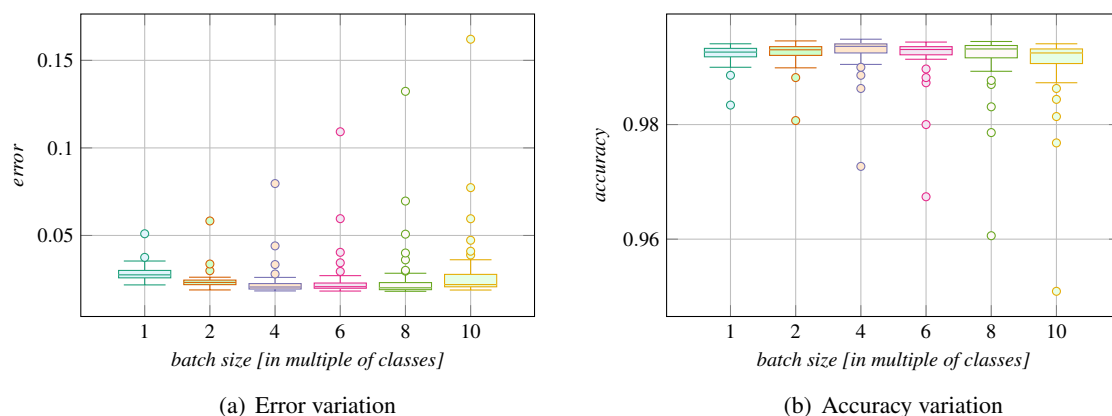 0.15
0.1
0.05
error
1 2 4 6 8 10
batch size [in multiple of classes]
(a) Error variation
0.98
0.96
accuracy
1 2 4 6 8 10
batch size [in multiple of classes]
(b) Accuracy variation